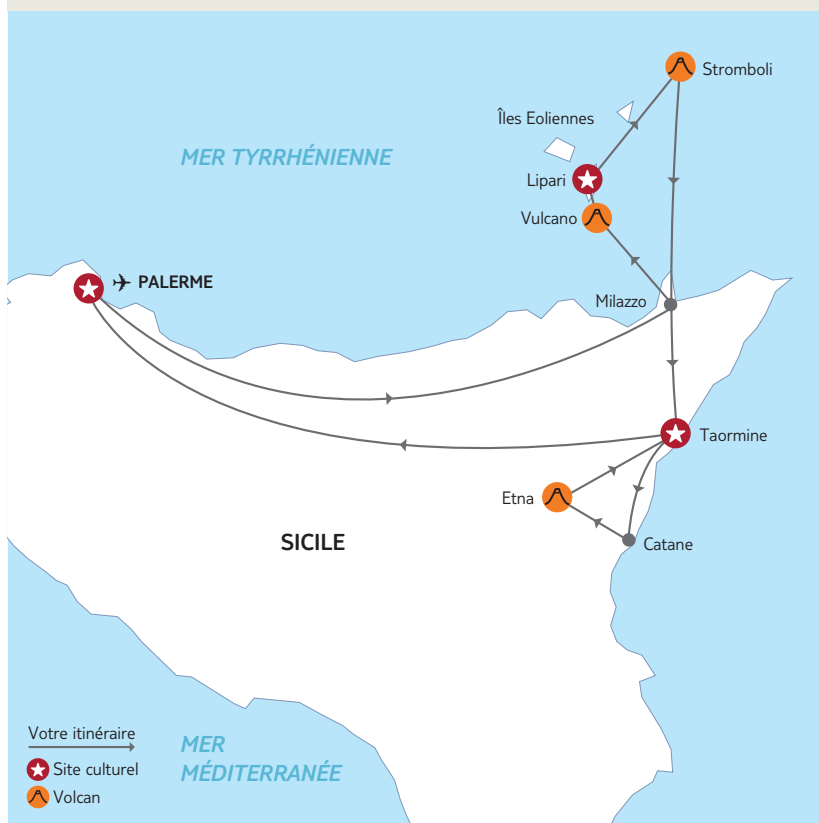 Stromboli
Îles Eoliennes
MER TYRRHÉNIENNE
Lipari
Vulcano
PALERME
Milazzo
Taormine
Etna
SICILE
Catane
Votre itinéraire
Site culturel
Volcan
MER
MÉDITERRANÉE